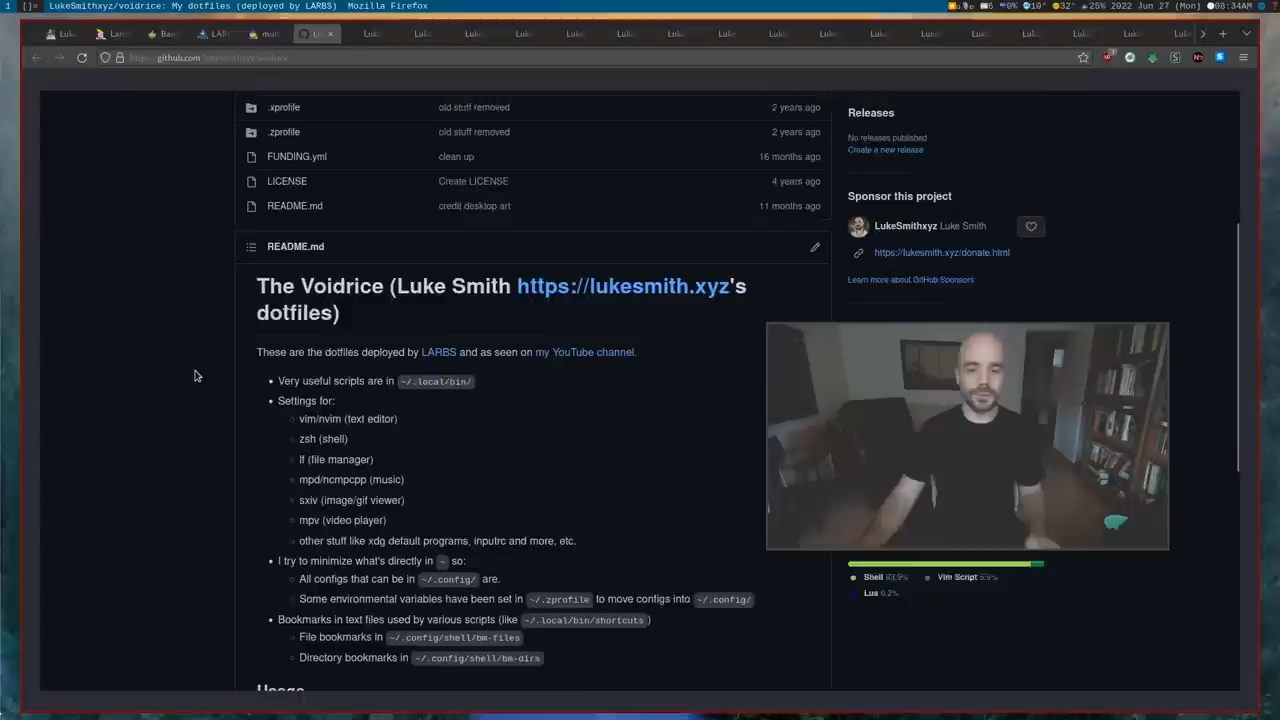 1 []= LukeSmithxyz/voidrice: My dotfiles (deployed by LARBS) Mozilla Firefox
2022 Jun 27 (Mon) 08:34AM
github.com
.xprofile old stuff removed 2 years ago
.zprofile old stuff removed 2 years ago
FUNDING.yml clean up 16 months ago
LICENSE Create LICENSE 4 years ago
README.md credit desktop art 11 months ago
README.md
The Voidrice (Luke Smith https://lukesmith.xyz's
dotfiles)
These are the dotfiles deployed by LARBS and as seen on my YouTube channel.
Very useful scripts are in ~/.local/bin/
Settings for:
vim/nvim (text editor)
zsh (shell)
lf (file manager)
mpd/ncmpcpp (music)
sxiv (image/gif viewer)
mpv (video player)
other stuff like xdg default programs, inputrc and more, etc.
I try to minimize what's directly in ~ so:
All configs that can be in ~/.config/ are.
Some environmental variables have been set in ~/.zprofile to move configs into ~/.config/
Bookmarks in text files used by various scripts (like ~/.local/bin/shortcuts)
File bookmarks in ~/.config/shell/bm-files
Directory bookmarks in ~/.config/shell/bm-dirs
Usage
Releases
No releases published
Create a new release
Sponsor this project
LukeSmithxyz Luke Smith
https://lukesmith.xyz/donate.html
Learn more about GitHub Sponsors
Shell 93.9% Vim Script 5.9%
Lua 0.2%